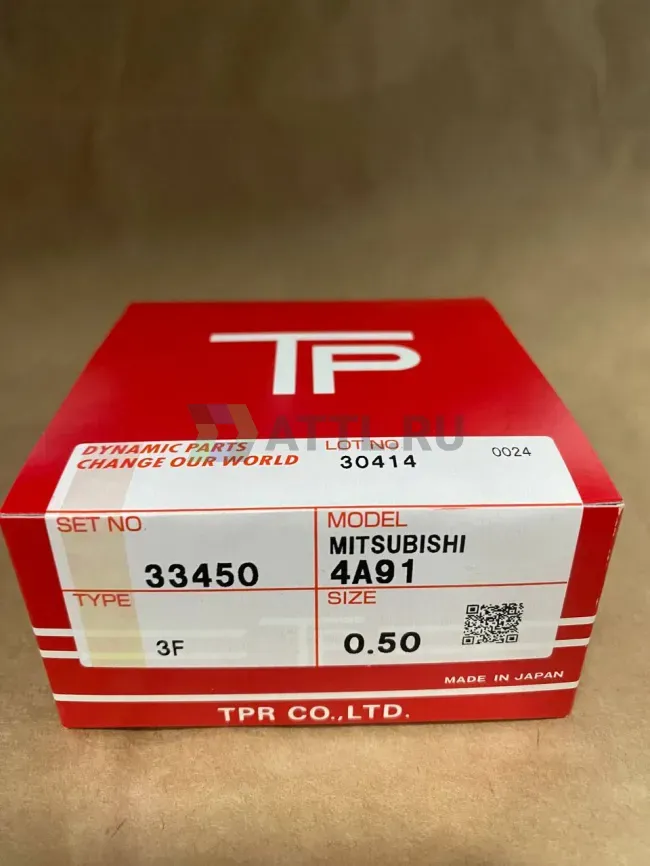 TP
ATTI.RU
DYNAMIC PARTS
CHANGE OUR WORLD
LOT NO
30414
0024
SET NO
33450
MODEL
MITSUBISHI
4A91
TYPE
3F
SIZE
0.50
MADE IN JAPAN
TPR CO.,LTD.